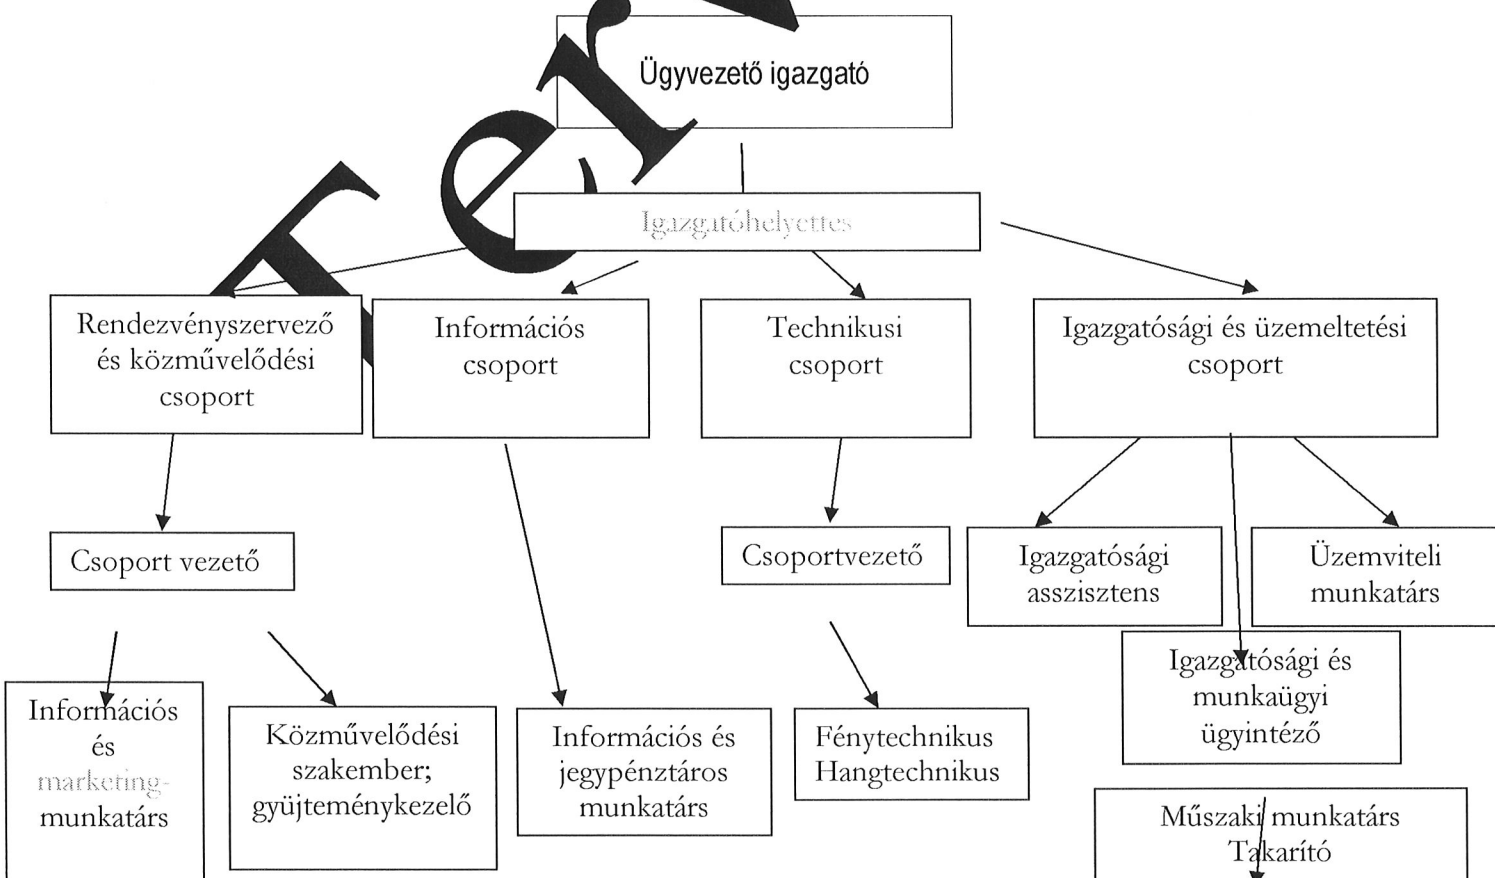 Terv
Ügyvezető igazgató
Igazgatóhelyettes
Rendezvényszervező
és közművelődési
csoport
Információs
csoport
Technikusi
csoport
Igazgatósági és üzemeltetési
csoport
Csoport vezető
Csoportvezető
Igazgatósági
asszisztens
Üzemviteli
munkatárs
Igazgatósági és
munkaügyi
ügyintéző
Információs
és
marketing-
munkatárs
Közművelődési
szakember;
gyüjteménykezelő
Információs és
jegypénztáros
munkatárs
Fénytechnikus
Hangtechnikus
Műszaki munkatárs
Takarító